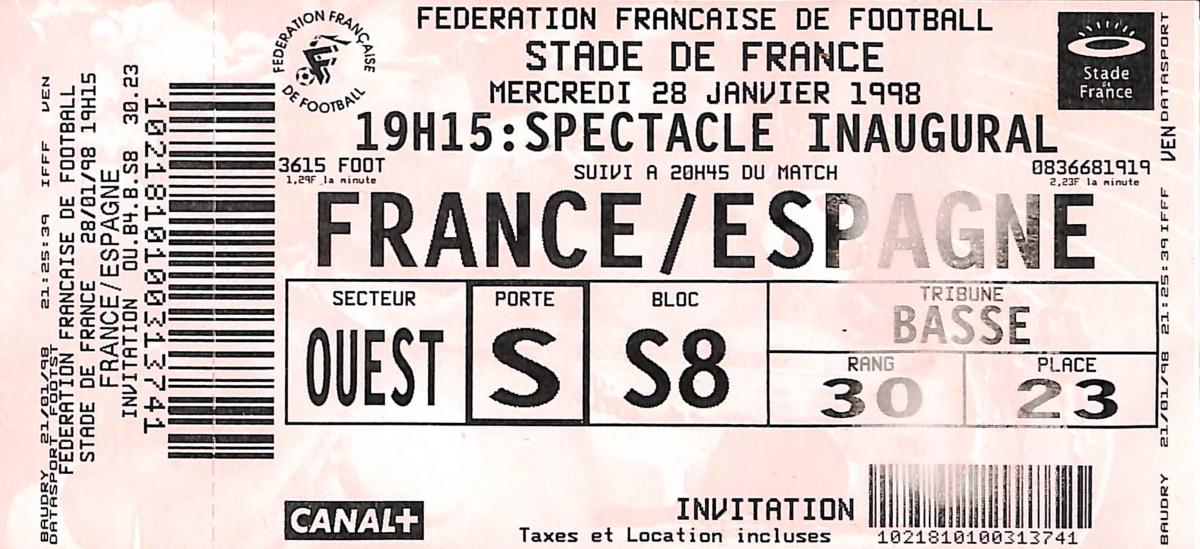 BAUDRY 21/01/98 21:25:39 IFFF VEN
DATASPORT FOOTST
FEDERATION FRANCAISE DE FOOTBALL
STADE DE FRANCE 28/01/98 19H15
FRANCE/ESPAGNE
INVITATION OU.B4.B.S8 30.23
1021810100313741
FEDERATION FRANÇAISE DE FOOTBALL
FEDERATION FRANCAISE DE FOOTBALL
STADE DE FRANCE
MERCREDI 28 JANVIER 1998
19H15:SPECTACLE INAUGURAL
3615 FOOT
1,29F la minute
SUIVI A 20H45 DU MATCH
0836681919
2,23F la minute
Stade
de
France
FRANCE/ESPAGNE
SECTEUR
OUEST
PORTE
S
BLOC
S8
TRIBUNE
BASSE
RANG
30
PLACE
23
CANAL+
INVITATION
Taxes et Location incluses
1021810100313741
BAUDRY 21/01/98 21:25:39 IFFF VEN DATASPORT